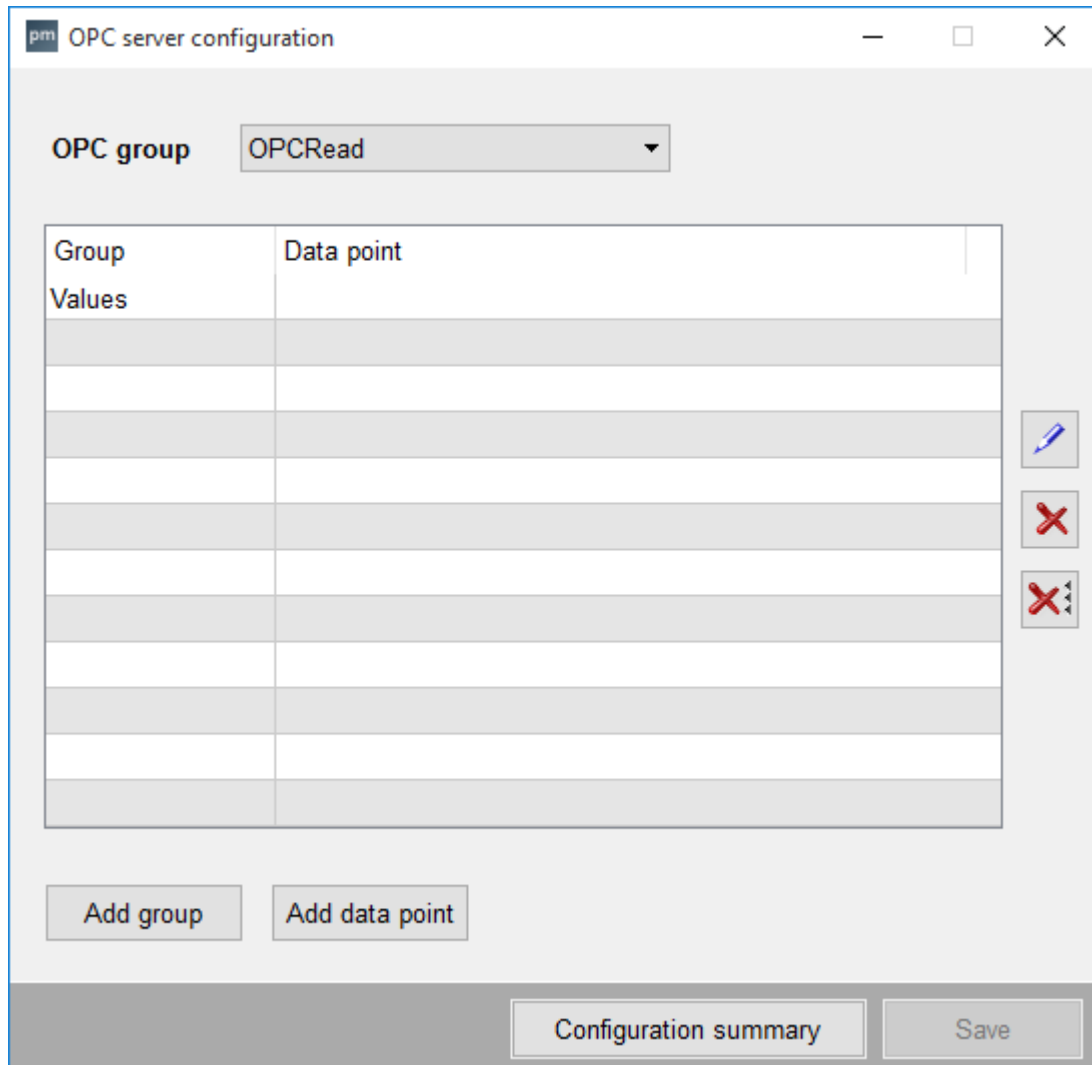 pm OPC server configuration
OPC group OPCRead
Group Data point
Values
Add group Add data point
Configuration summary Save